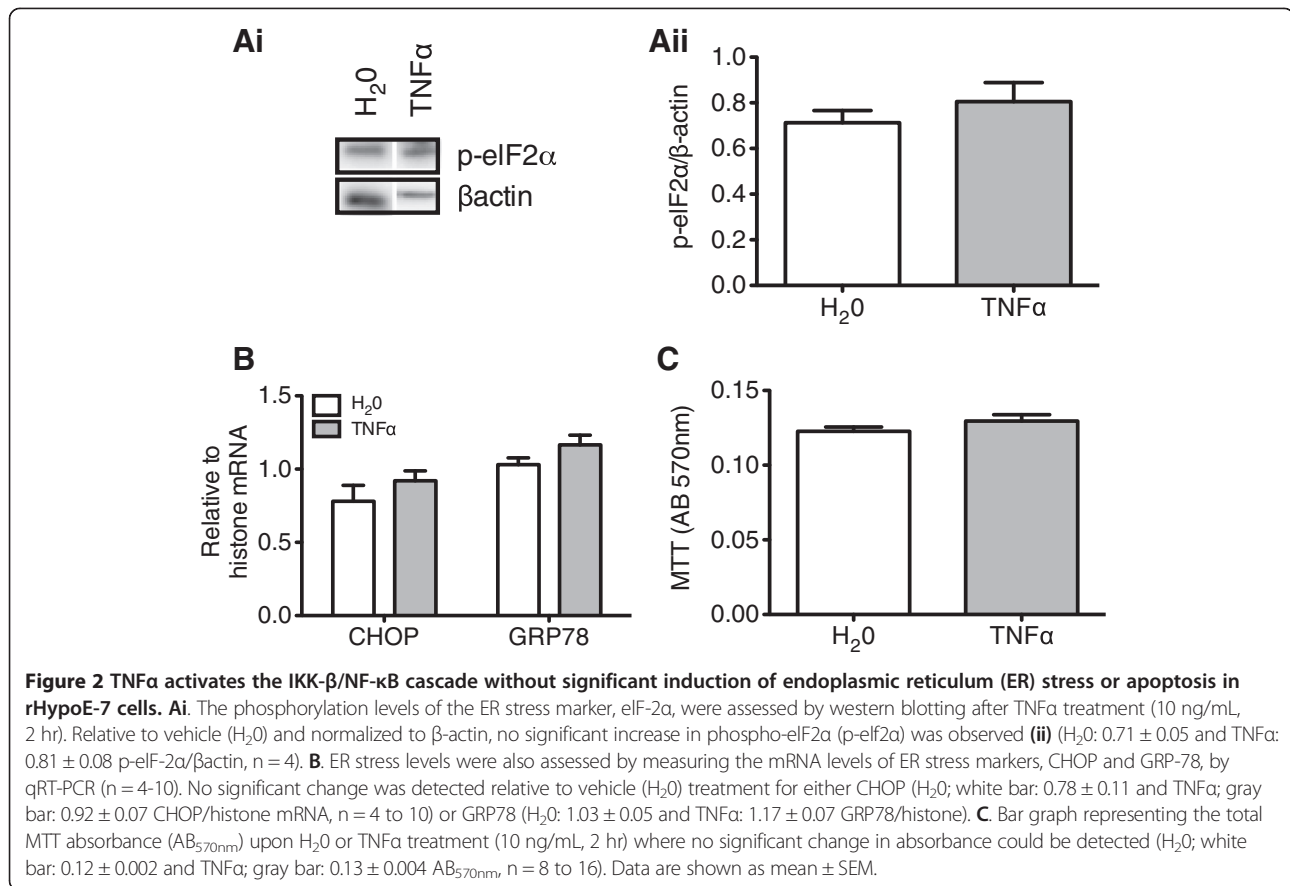 Ai
H20
TNFα
p-eIF2α
βactin
Aii
p-eIF2α/β-actin
1.0
0.8
0.6
0.4
0.2
0.0
H20
TNFα
B
Relative to
histone mRNA
1.5
1.0
0.5
0.0
H20
TNFα
CHOP
GRP78
C
MTT (AB 570nm)
0.15
0.10
0.05
0.00
H20
TNFα
Figure 2 TNFα activates the IKK-β/NF-κB cascade without significant induction of endoplasmic reticulum (ER) stress or apoptosis in
rHypoE-7 cells. Ai. The phosphorylation levels of the ER stress marker, eIF-2α, were assessed by western blotting after TNFα treatment (10 ng/mL,
2 hr). Relative to vehicle (H20) and normalized to β-actin, no significant increase in phospho-eIF2α (p-elf2α) was observed (ii) (H20: 0.71 ± 0.05 and TNFα:
0.81 ± 0.08 p-eIF-2α/βactin, n = 4). B. ER stress levels were also assessed by measuring the mRNA levels of ER stress markers, CHOP and GRP-78, by
qRT-PCR (n = 4-10). No significant change was detected relative to vehicle (H20) treatment for either CHOP (H20; white bar: 0.78 ± 0.11 and TNFα; gray
bar: 0.92 ± 0.07 CHOP/histone mRNA, n = 4 to 10) or GRP78 (H20: 1.03 ± 0.05 and TNFα: 1.17 ± 0.07 GRP78/histone). C. Bar graph representing the total
MTT absorbance (AB570nm) upon H20 or TNFα treatment (10 ng/mL, 2 hr) where no significant change in absorbance could be detected (H20; white
bar: 0.12 ± 0.002 and TNFα; gray bar: 0.13 ± 0.004 AB570nm, n = 8 to 16). Data are shown as mean ± SEM.